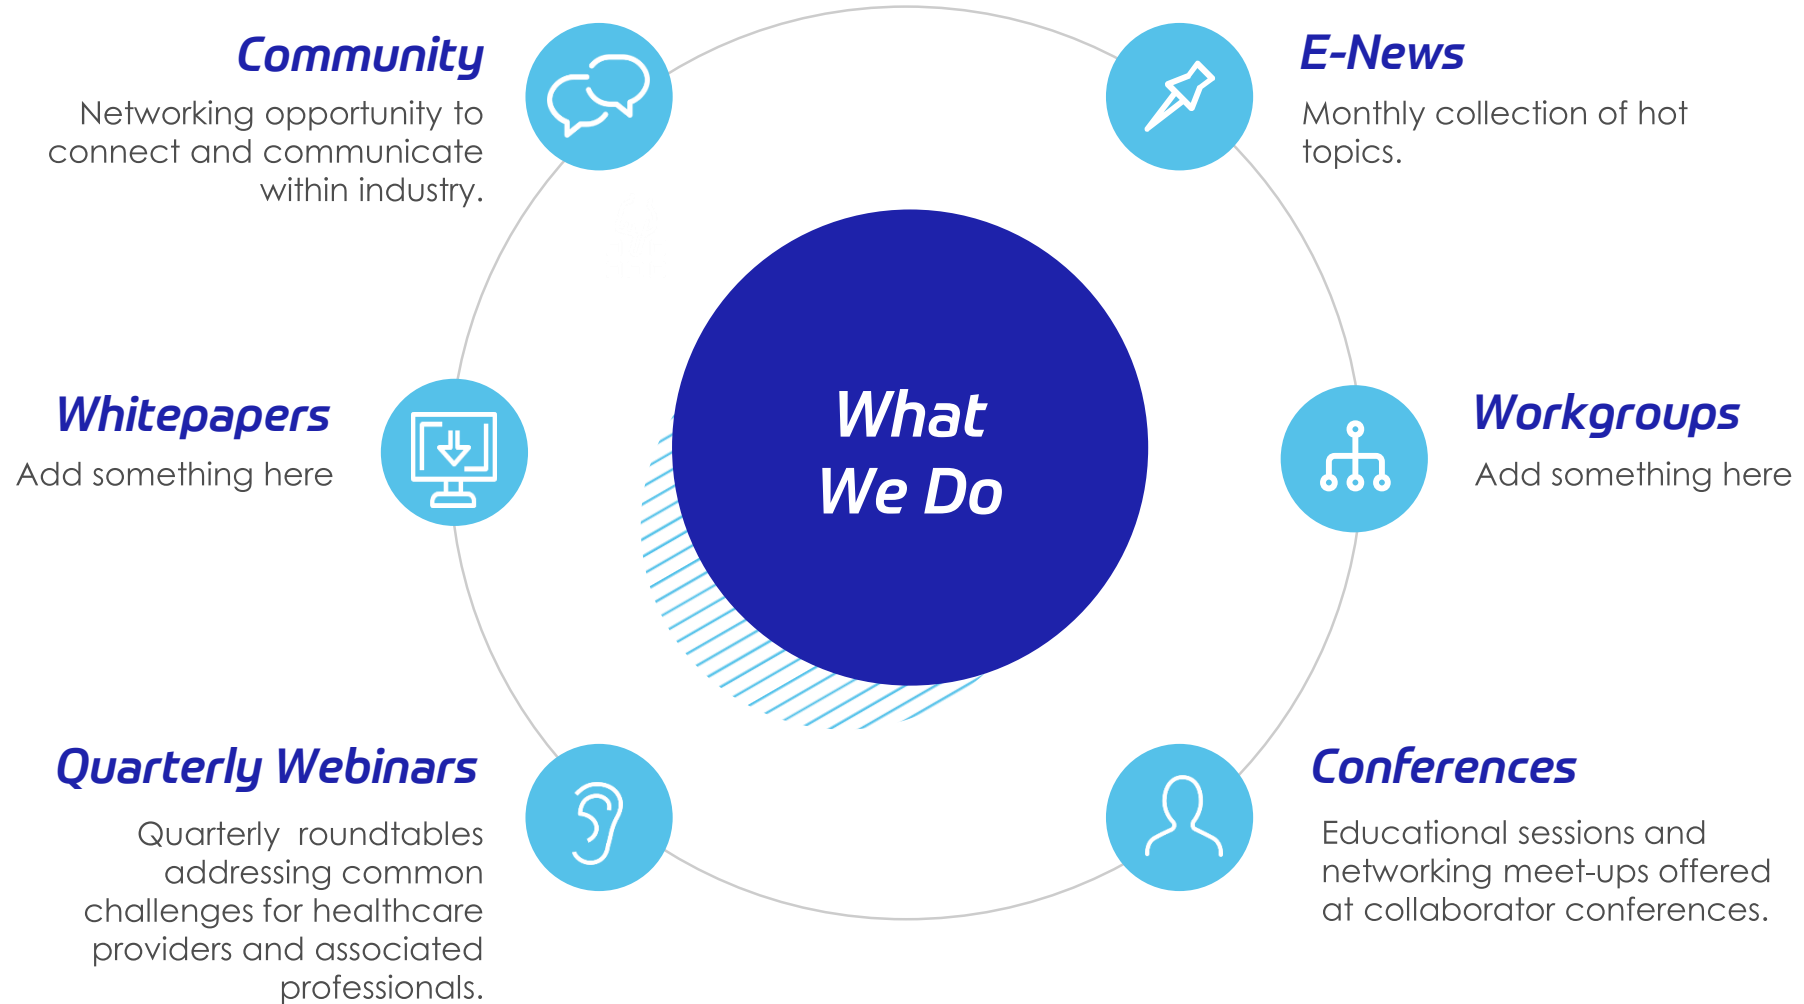 Community
Networking opportunity to
connect and communicate
within industry.
E-News
Monthly collection of hot
topics.
Whitepapers
Add something here
What
We Do
Workgroups
Add something here
Quarterly Webinars
Quarterly  roundtables
addressing common
challenges for healthcare
providers and associated
professionals.
Conferences
Educational sessions and
networking meet-ups offered
at collaborator conferences.